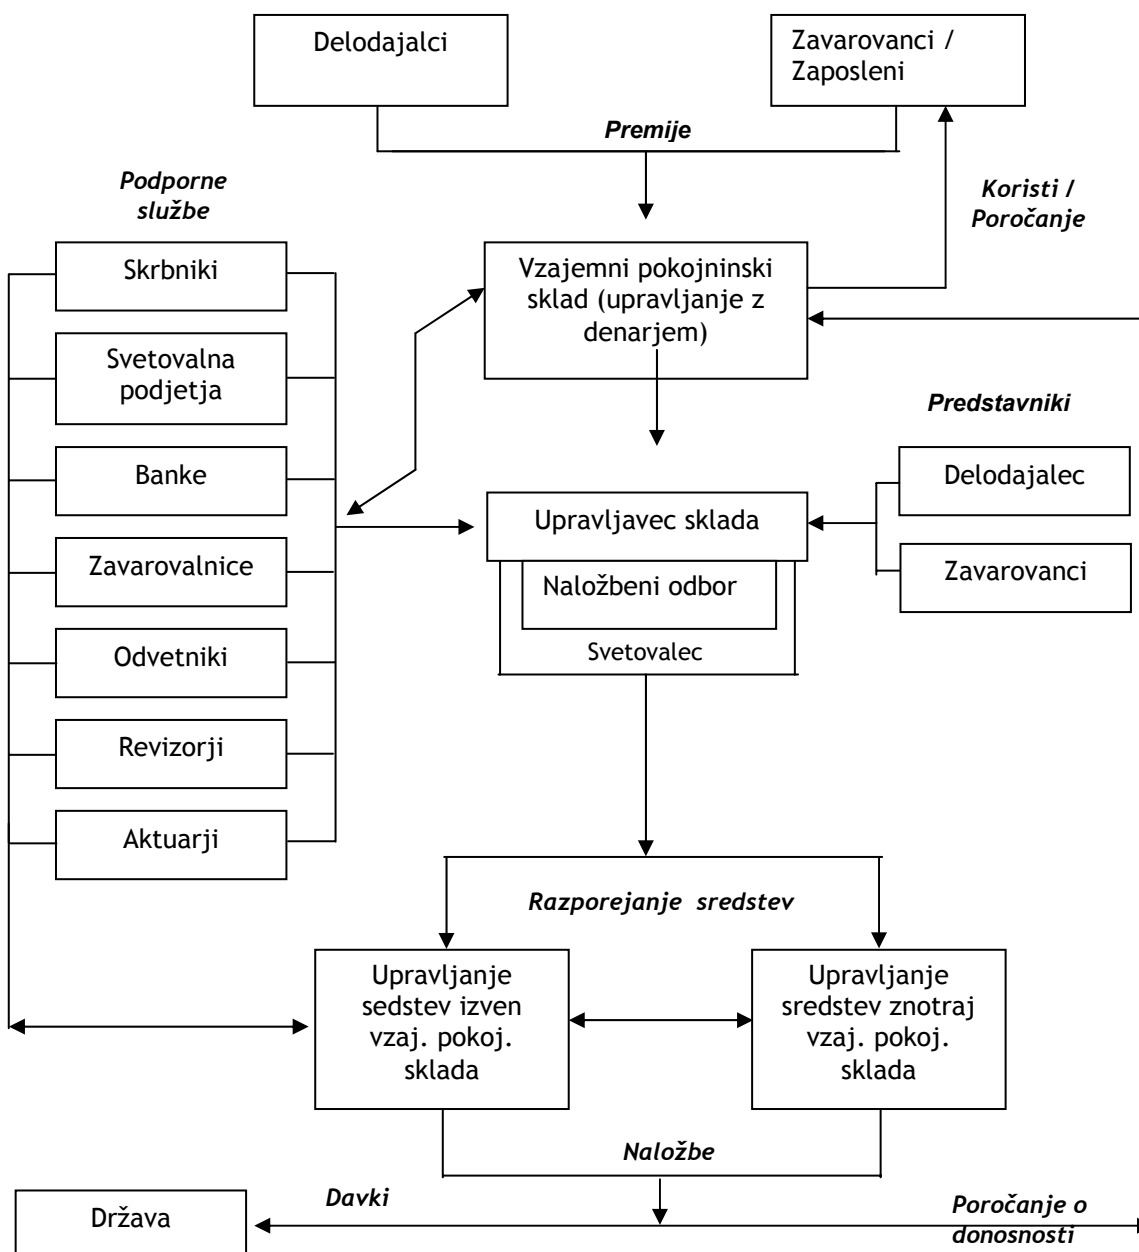 Delodajalci
Zavarovanci /
Zaposleni
Premije
Podporne
službe
Koristi /
Poročanje
Skrbniki
Vzajemni pokojninski
sklad (upravljanje z
denarjem)
Svetovalna
podjetja
Predstavniki
Banke
Delodajalec
Upravljavec sklada
Zavarovalnice
Naložbeni odbor
Zavarovanci
Svetovalec
Odvetniki
Revizorji
Aktuarji
Razporejanje sredstev
Upravljanje
sedstev izven
vzaj. pokoj.
sklada
Upravljanje
sredstev znotraj
vzaj. pokoj.
sklada
Naložbe
Država
Davki
Poročanje o
donosnosti